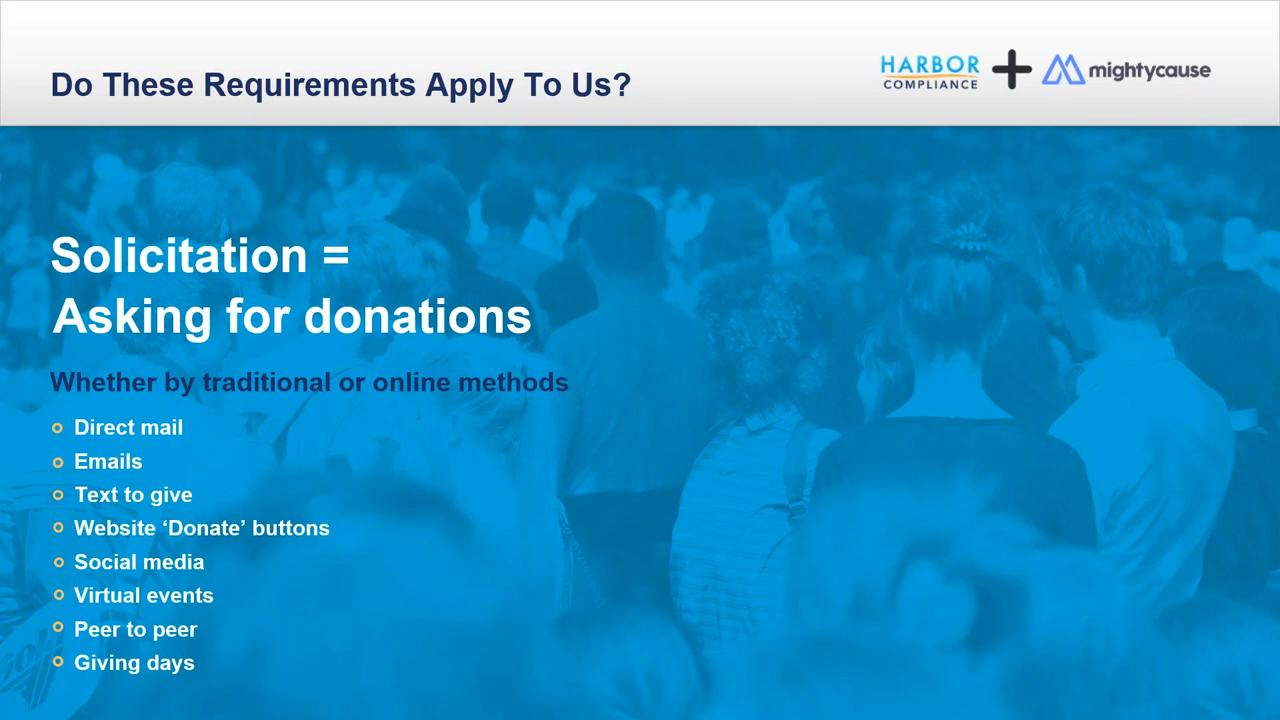 Do These Requirements Apply To Us?
HARBOR
COMPLIANCE
mightycause
Solicitation =
Asking for donations
Whether by traditional or online methods
Direct mail
Emails
Text to give
Website ‘Donate’ buttons
Social media
Virtual events
Peer to peer
Giving days